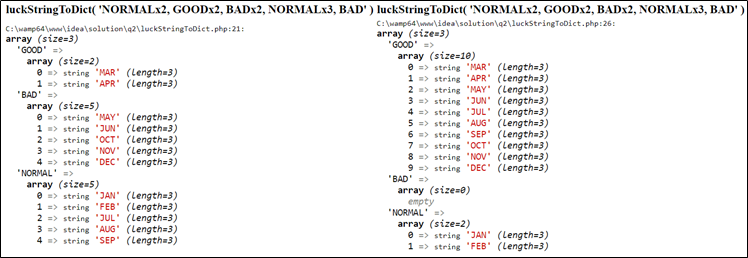 luckStringToDict( 'NORMALx2, GOODx2, BADx2, NORMALx3, BAD' )
C:\wamp64\www\idea\solution\q2\luckStringToDict.php:21:
array (size=3)
'GOOD' =>
array (size=2)
0 => string 'MAR' (length=3)
1 => string 'APR' (length=3)
'BAD' =>
array (size=5)
0 => string 'MAY' (length=3)
1 => string 'JUN' (length=3)
2 => string 'OCT' (length=3)
3 => string 'NOV' (length=3)
4 => string 'DEC' (length=3)
'NORMAL' =>
array (size=5)
0 => string 'JAN' (length=3)
1 => string 'FEB' (length=3)
2 => string 'JUL' (length=3)
3 => string 'AUG' (length=3)
4 => string 'SEP' (length=3)
luckStringToDict( 'NORMALx2, GOODx2, BADx2, NORMALx3, BAD' )
C:\wamp64\www\idea\solution\q2\luckStringToDict.php:26:
array (size=3)
'GOOD' =>
array (size=10)
0 => string 'MAR' (length=3)
1 => string 'APR' (length=3)
2 => string 'MAY' (length=3)
3 => string 'JUN' (length=3)
4 => string 'JUL' (length=3)
5 => string 'AUG' (length=3)
6 => string 'SEP' (length=3)
7 => string 'OCT' (length=3)
8 => string 'NOV' (length=3)
9 => string 'DEC' (length=3)
'BAD' =>
array (size=0)
empty
'NORMAL' =>
array (size=2)
0 => string 'JAN' (length=3)
1 => string 'FEB' (length=3)